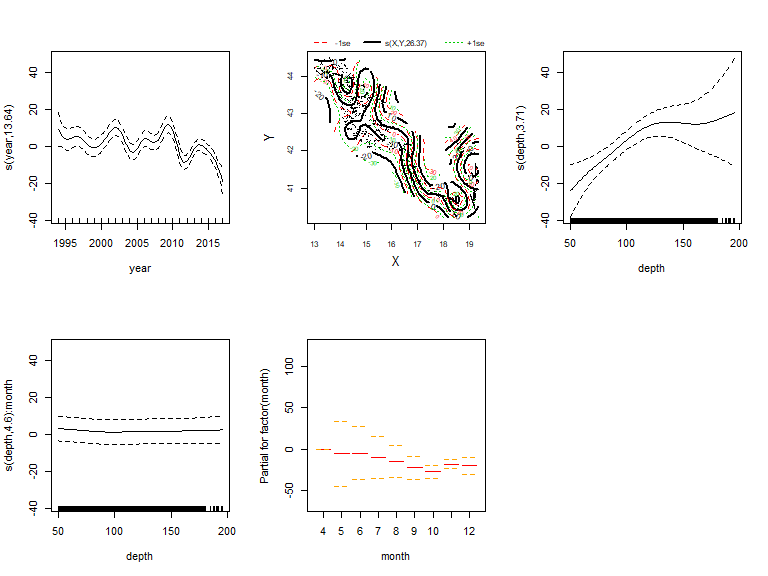 s(year,13.64)
40
20
0
-20
-40
1995 2000 2005 2010 2015
year
-1se s(X,Y,26.37) +1se
Y
44
43
42
41
-20
-20
13 14 15 16 17 18 19
X
s(depth,3.71)
40
20
0
-20
-40
50 100 150 200
depth
s(depth,4.6):month
40
20
0
-20
-40
50 100 150 200
depth
Partial for factor(month)
100
50
0
-50
4 5 6 7 8 9 10 12
month